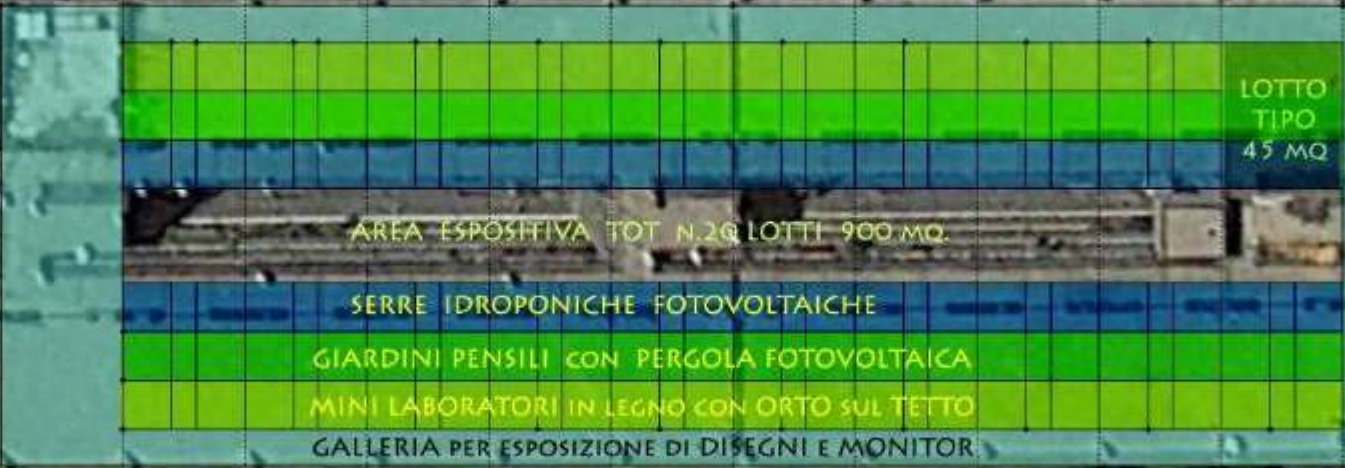 LOTTO
TIPO
45 MQ
AREA ESPOSITIVA TOT N.20 LOTTI 900 MQ.
SERRE IDROPONICHE FOTOVOLTAICHE
GIARDINI PENSILI CON PERGOLA FOTOVOLTAICA
MINI LABORATORI IN LEGNO CON ORTO SUL TETTO
GALLERIA PER ESPOSIZIONE DI DISEGNI E MONITOR